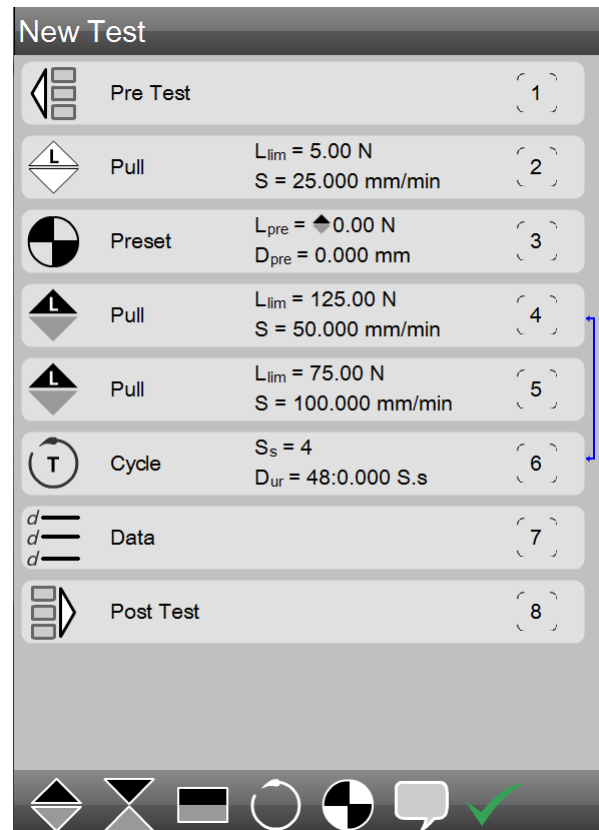 New Test
Pre Test 1
L Pull Llim = 5.00 N 2
S = 25.000 mm/min
Preset Lpre = 0.00 N 3
Dpre = 0.000 mm
L Pull Llim = 125.00 N 4
S = 50.000 mm/min
L Pull Llim = 75.00 N 5
S = 100.000 mm/min
T Cycle Ss = 4 6
Dur = 48:0.000 S.s
d
d Data 7
d
Post Test 8